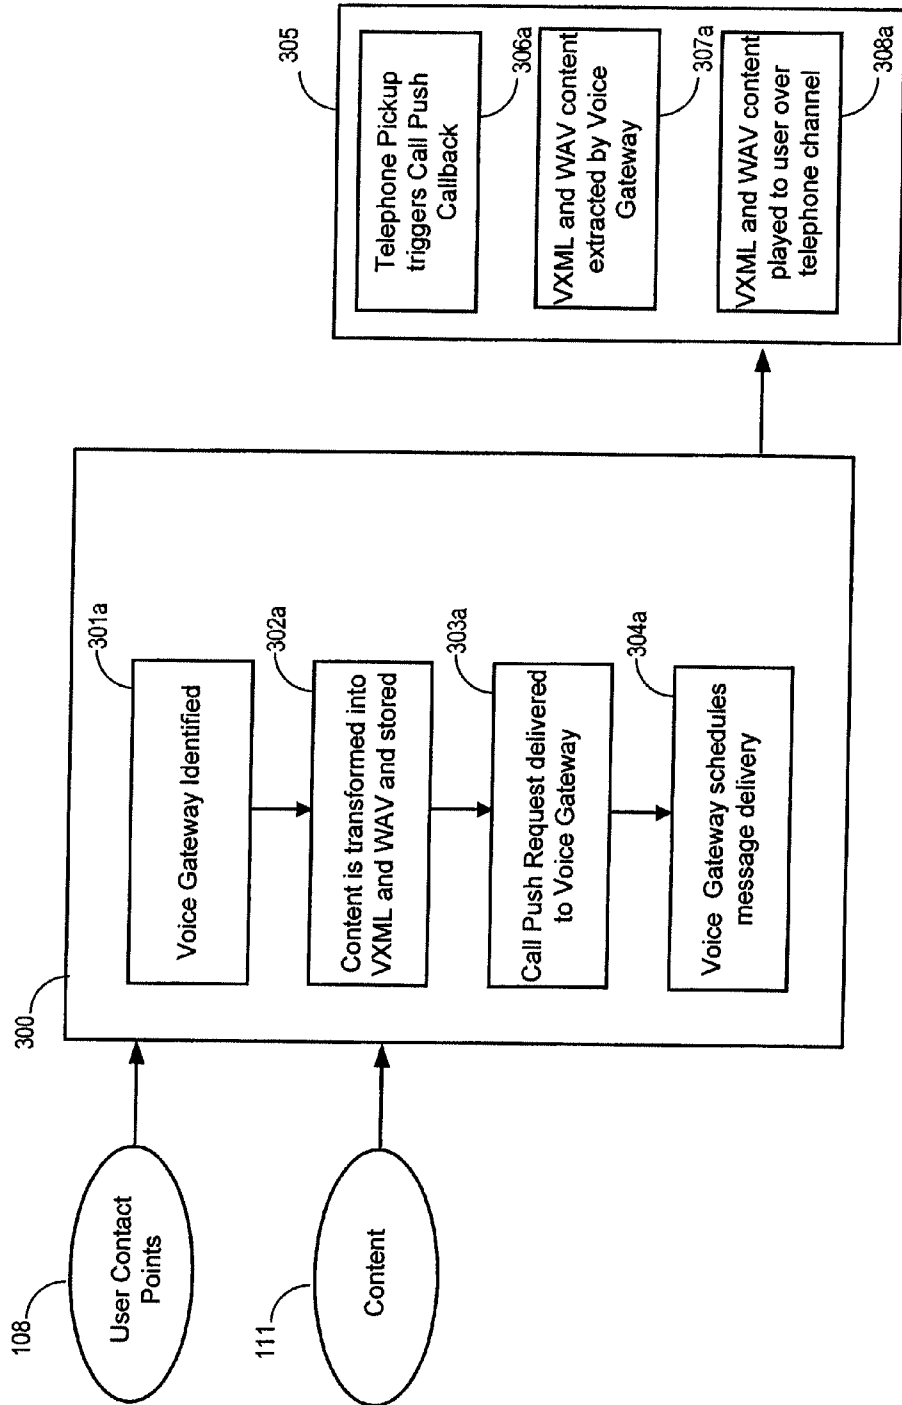 108
User Contact
Points
111
Content
300
301a
Voice Gateway Identified
302a
Content is transformed into
VXML and WAV and stored
303a
Call Push Request delivered
to Voice Gateway
304a
Voice Gateway schedules
message delivery
305
Telephone Pickup
triggers Call Push
Callback
306a
VXML and WAV content
extracted by Voice
Gateway
307a
VXML and WAV content
played to user over
telephone channel
308a